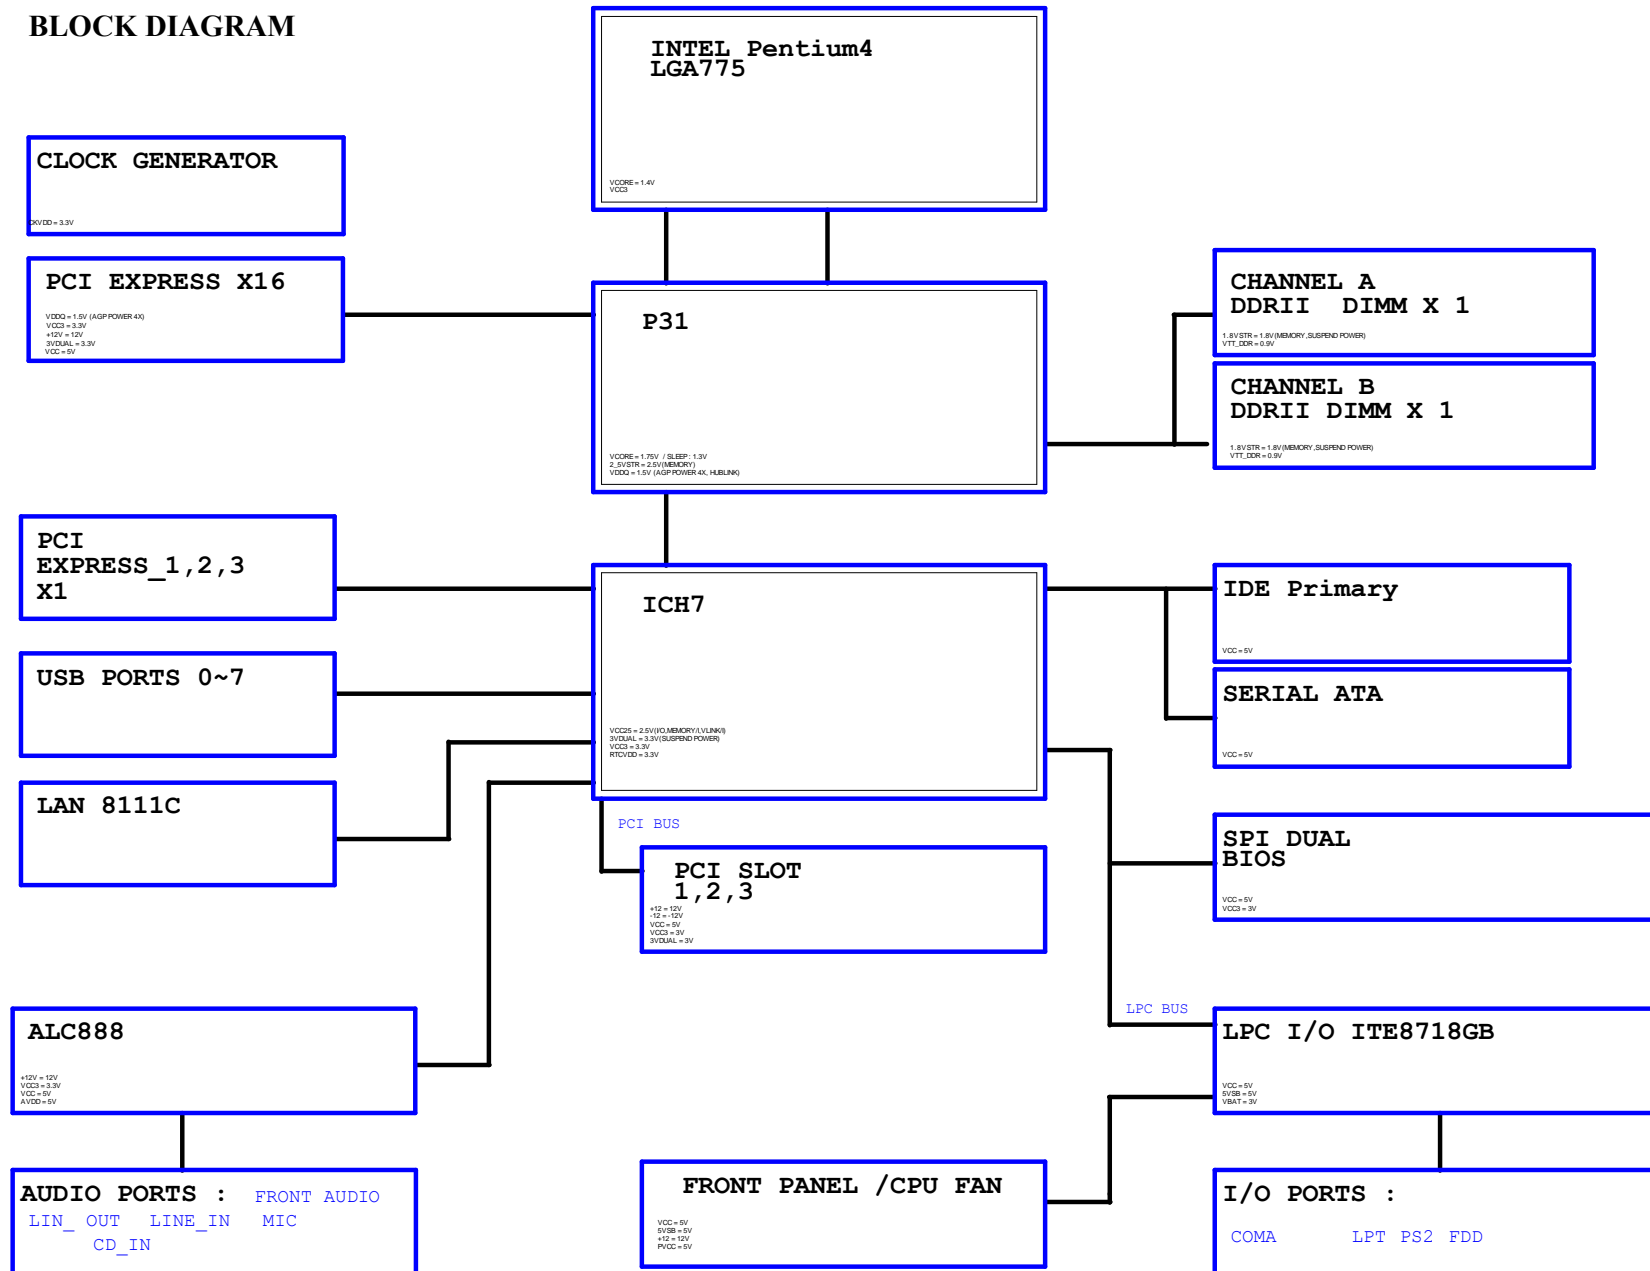 BLOCK DIAGRAM
INTEL Pentium4
LGA775
VCORE = 1.4V
VCC3
CLOCK GENERATOR
CKVDD = 3.3V
PCI EXPRESS X16
VDDQ = 1.5V (AGP POWER 4X)
VCC3 = 3.3V
+12V = 12V
3VDUAL = 3.3V
VCC = 5V
P31
VCORE = 1.75V / SLEEP : 1.3V
2_5VSTR = 2.5V(MEMORY)
VDDQ = 1.5V (AGP POWER 4X, HUBLINK)
CHANNEL A
DDRII DIMM X 1
1.8VSTR = 1.8V(MEMORY,SUSPEND POWER)
VTT_DDR = 0.9V
CHANNEL B
DDRII DIMM X 1
1.8VSTR = 1.8V(MEMORY,SUSPEND POWER)
VTT_DDR = 0.9V
PCI
EXPRESS_1,2,3
X1
USB PORTS 0~7
LAN 8111C
ICH7
VCC25 = 2.5V(I/O,MEMORY/I,VLINK/I)
3VDUAL = 3.3V(SUSPEND POWER)
VCC3 = 3.3V
RTCVDD = 3.3V
IDE Primary
VCC = 5V
SERIAL ATA
VCC = 5V
PCI BUS
PCI SLOT
1,2,3
+12 = 12V
-12 = -12V
VCC = 5V
VCC3 = 3V
3VDUAL = 3V
SPI DUAL
BIOS
VCC = 5V
VCC3 = 3V
LPC BUS
LPC I/O ITE8718GB
VCC = 5V
5VSB = 5V
VBAT = 3V
ALC888
+12V = 12V
VCC3 = 3.3V
VCC = 5V
AVDD = 5V
AUDIO PORTS : FRONT AUDIO
LIN_ OUT LINE_IN MIC
CD_IN
FRONT PANEL /CPU FAN
VCC = 5V
5VSB = 5V
+12 = 12V
PVCC = 5V
I/O PORTS :
COMA LPT PS2 FDD